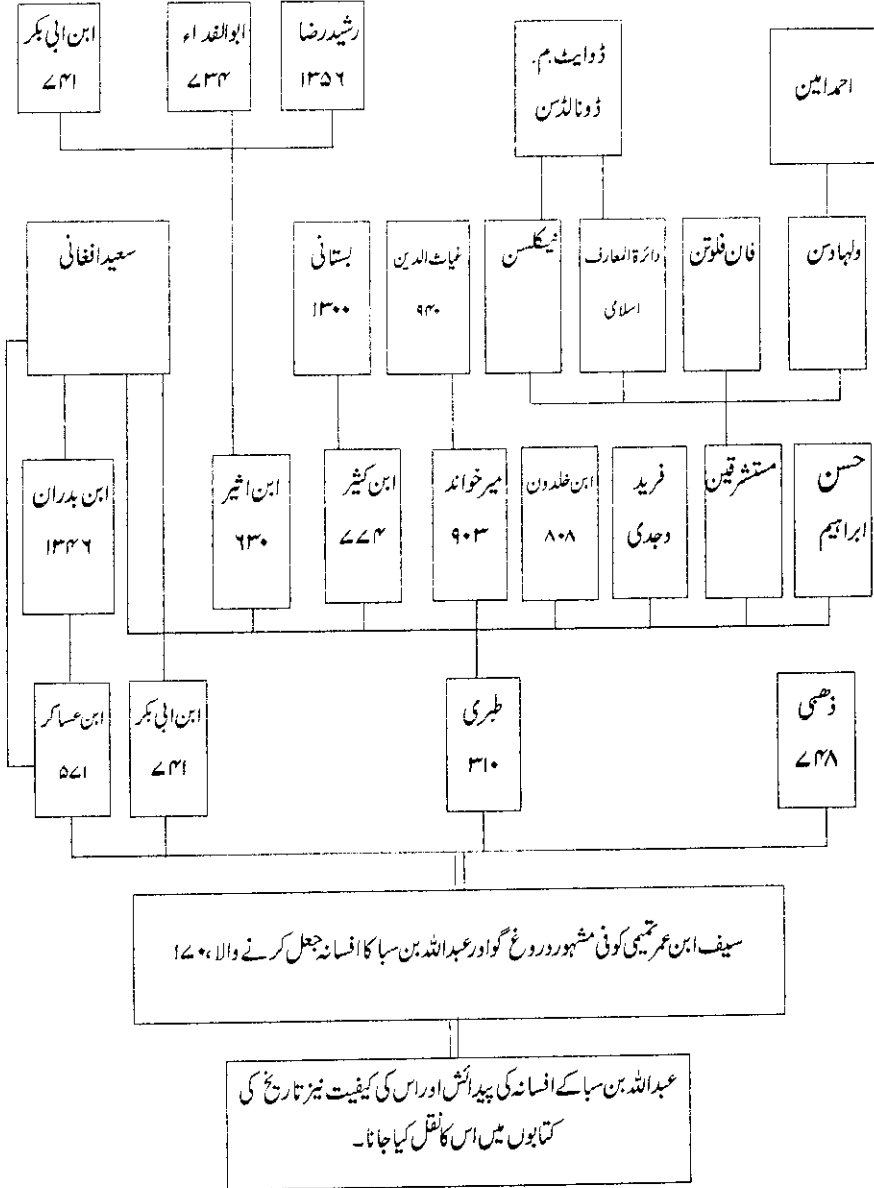 رشید رضا
۱۳۵۶
ابوالفداء
۷۳۴
ابن ابی بکر
۷۴۱
احمد امین
ڈوایٹ.م.
ڈونالڈسن
ولہاوسن
فان فلوتن
دائرۃ المعارف
اسلامی
نیکلسن
غیاث الدین
۹۴۰
بستانی
۱۳۰۰
سعید افغانی
حسن
ابراہیم
مستشرقین
فرید
وجدی
ابن خلدون
۸۰۸
میر خواند
۹۰۳
ابن کثیر
۷۷۴
ابن اثیر
۶۳۰
ابن بدران
۱۳۴۶
ذھبی
۷۴۸
طبری
۳۱۰
ابن ابی بکر
۷۴۱
ابن عساکر
۵۷۱
سیف ابن عمر تمیمی کوفی مشہور دروغ گو اور عبداللہ بن سبا کا افسانہ جعل کرنے والا ،۱۷۰
عبداللہ بن سبا کے افسانہ کی پیدائش اور اس کی کیفیت نیز تاریخ کی
کتابوں میں اس کا نقل کیا جانا۔